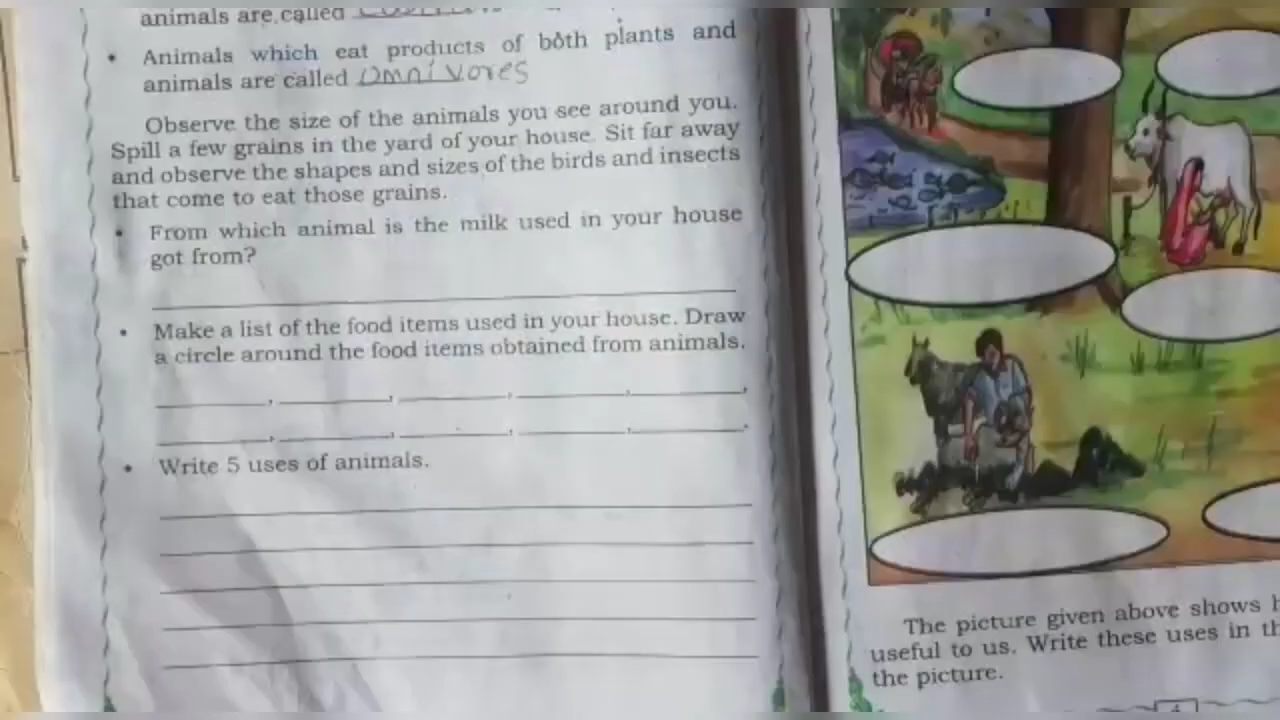 animals are called
Animals which eat products of both plants and
animals are called Omnivores
Observe the size of the animals you see around you.
Spill a few grains in the yard of your house. Sit far away
and observe the shapes and sizes of the birds and insects
that come to eat those grains.
From which animal is the milk used in your house
got from?
Make a list of the food items used in your house. Draw
a circle around the food items obtained from animals.
Write 5 uses of animals.
The picture given above shows
useful to us. Write these uses in
the picture.